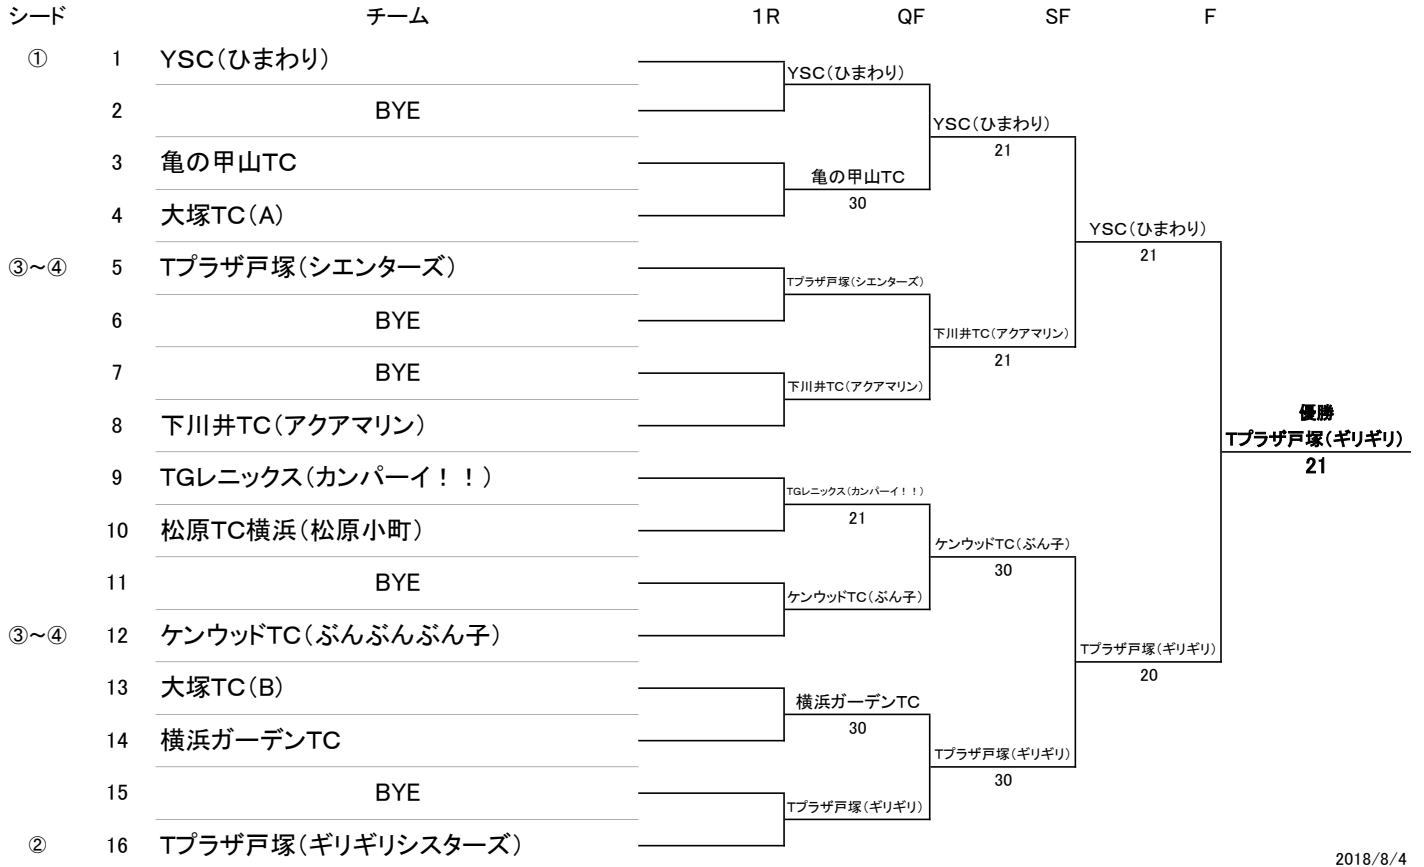 シード チーム 1R QF SF F
① 1 YSC（ひまわり）
YSC（ひまわり）
2 BYE
YSC（ひまわり）
21
3 亀の甲山TC
亀の甲山TC
30
4 大塚TC（A）
YSC（ひまわり）
21
③～④ 5 Tプラザ戸塚（シエンターズ）
Tプラザ戸塚（シエンターズ）
6 BYE
下川井TC（アクアマリン）
21
7 BYE
下川井TC（アクアマリン）
8 下川井TC（アクアマリン）
優勝
Tプラザ戸塚（ギリギリ）
21
9 TGレニックス（カンパーイ！！）
TGレニックス（カンパーイ！！）
21
10 松原TC横浜（松原小町）
ケンウッドTC（ぶん子）
30
11 BYE
ケンウッドTC（ぶん子）
③～④ 12 ケンウッドTC（ぶんぶんぶん子）
Tプラザ戸塚（ギリギリ）
20
13 大塚TC（B）
横浜ガーデンTC
30
14 横浜ガーデンTC
Tプラザ戸塚（ギリギリ）
30
15 BYE
Tプラザ戸塚（ギリギリ）
② 16 Tプラザ戸塚（ギリギリシスターズ）
2018/8/4